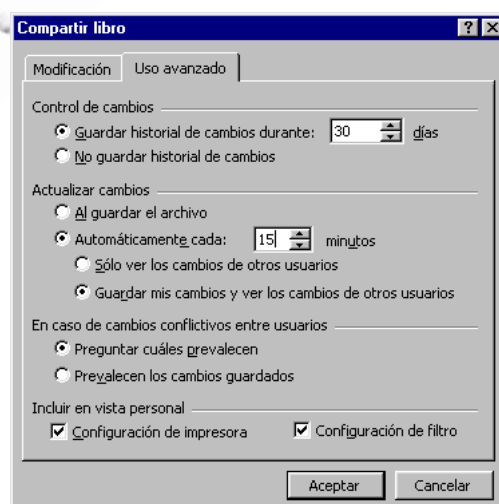 Compartir libro
Modificación Uso avanzado
Control de cambios
Guardar historial de cambios durante: 30 días
No guardar historial de cambios
Actualizar cambios
Al guardar el archivo
Automáticamente cada: 15 minutos
Sólo ver los cambios de otros usuarios
Guardar mis cambios y ver los cambios de otros usuarios
En caso de cambios conflictivos entre usuarios
Preguntar cuáles prevalecen
Prevalecen los cambios guardados
Incluir en vista personal
Configuración de impresora Configuración de filtro
Aceptar Cancelar